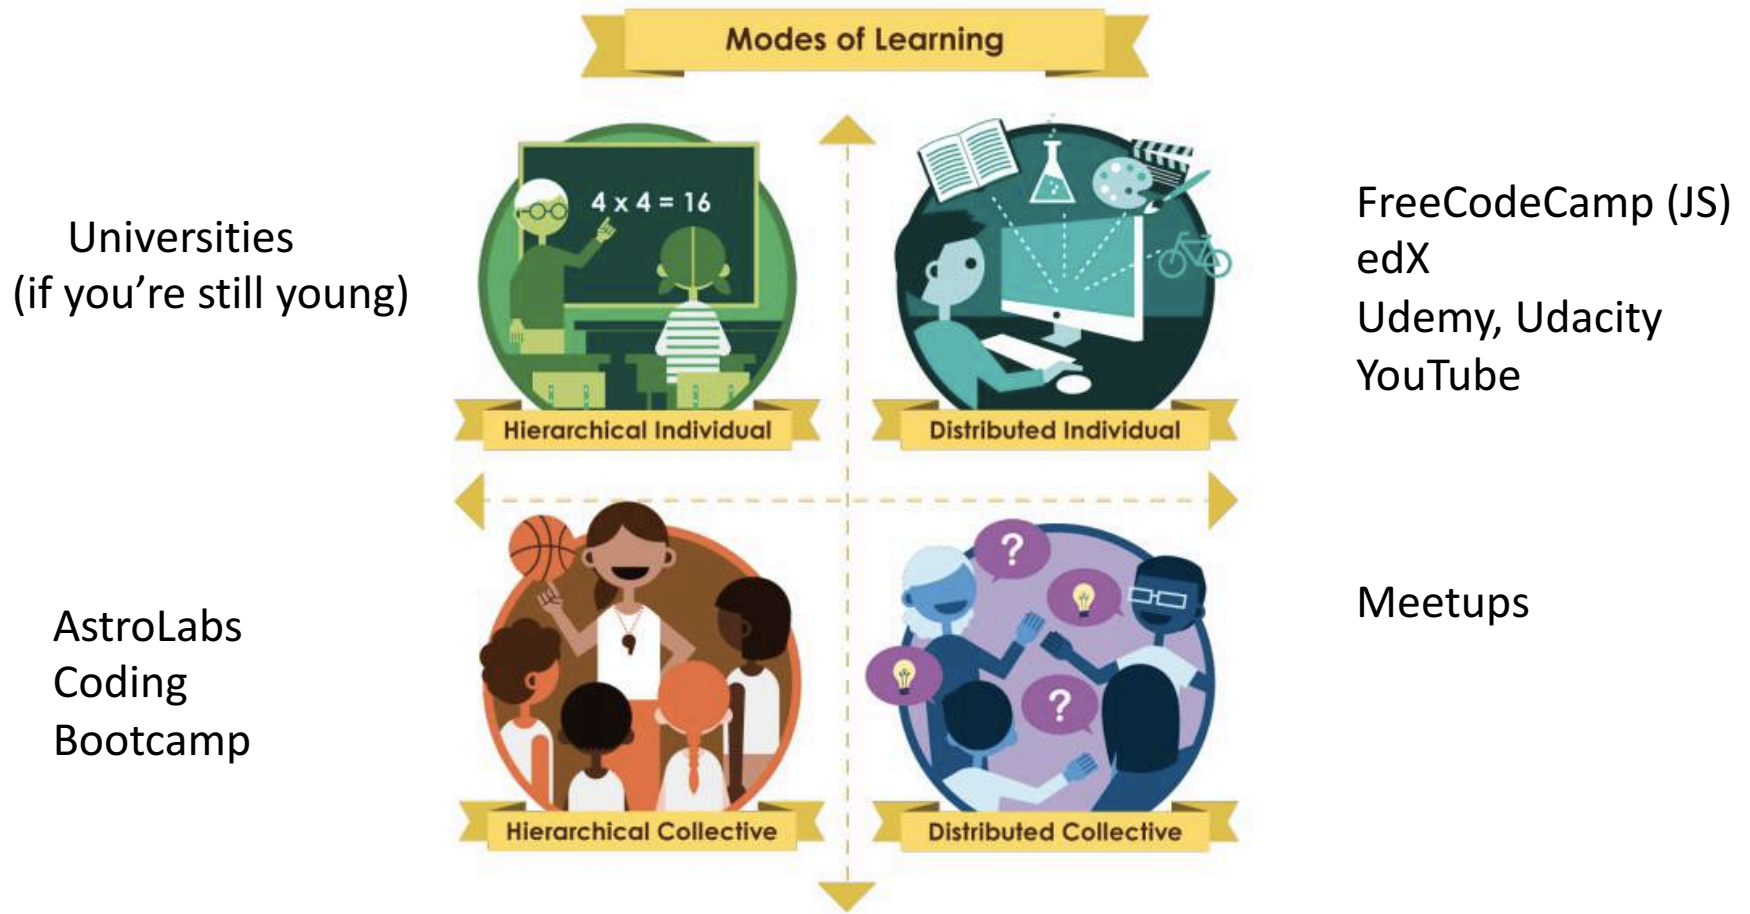 Modes of Learning
4 x 4 = 16
Universities
(if you're still young)
Hierarchical Individual
FreeCodeCamp (JS)
edX
Udemy, Udacity
YouTube
Distributed Individual
AstroLabs
Coding
Bootcamp
Hierarchical Collective
?
?
Meetups
Distributed Collective